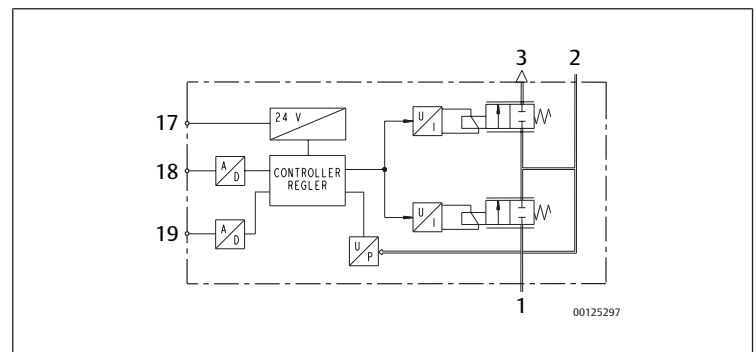 3 2
17
24 V
U
I
18
A
D
CONTROLLER
REGLER
19
A
D
U
I
U
P
1
00125297